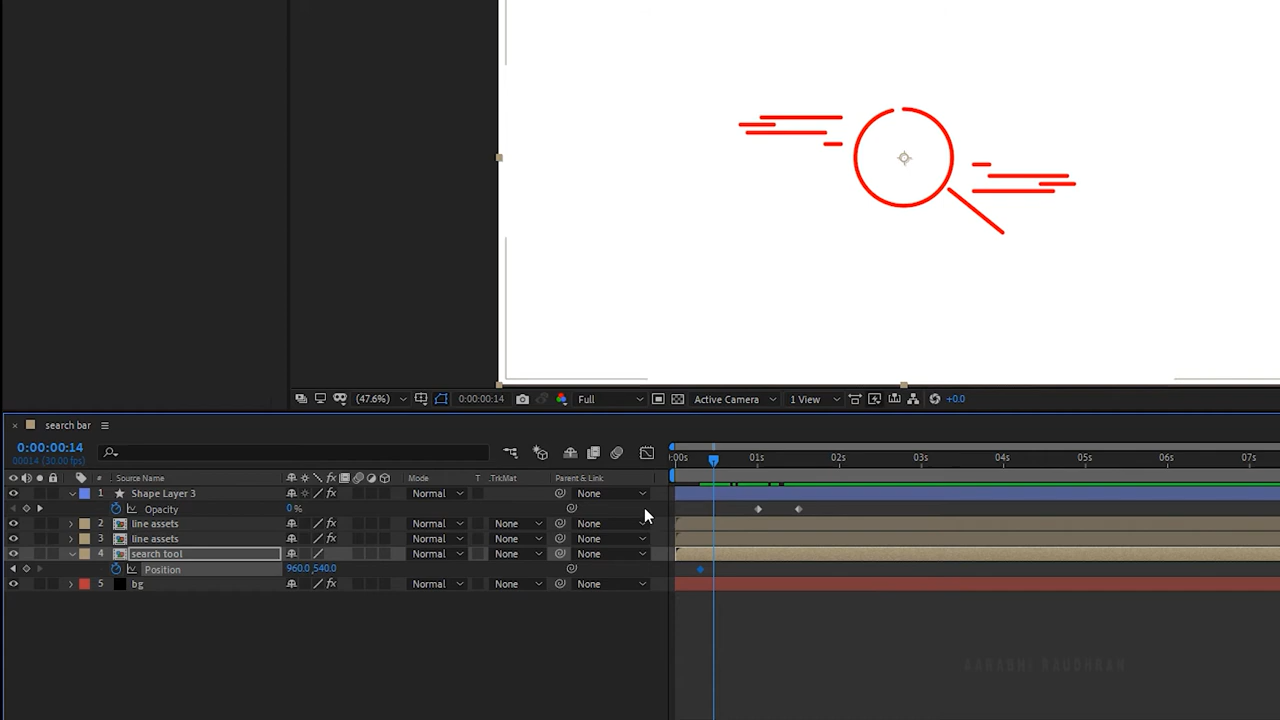 (47.6%) 0:00:00:14 Full Active Camera 1 View +0.0
× search bar
0:00:00:14
00014 (30.00 fps)
# Source Name Mode T .TrkMat Parent & Link
:00s 01s 02s 03s 04s 05s 06s 07s
1 Shape Layer 3 Normal None
Opacity 0 %
2 line assets Normal None None
3 line assets Normal None None
4 search tool Normal None None
Position 960.0,540.0
5 bg Normal None None
AARASHI RAUDHRAH